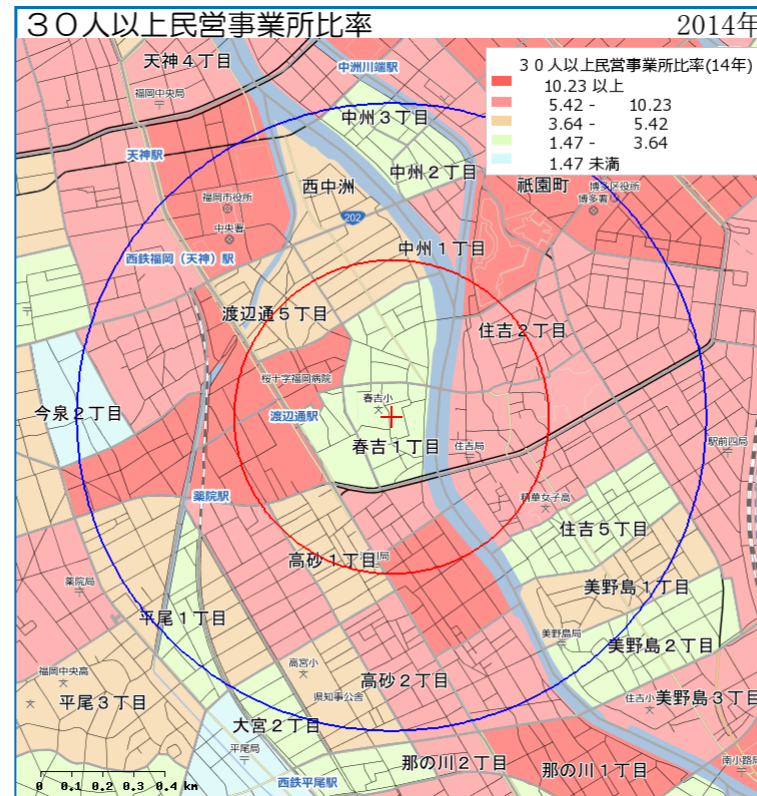 ３０人以上民営事業所比率
2014年
３０人以上民営事業所比率(14年)
10.23 以上
5.42 - 10.23
3.64 - 5.42
1.47 - 3.64
1.47 未満
天神４丁目
中洲川端駅
福岡中央局
中州３丁目
天神駅
中州２丁目
西中洲
祇園町
博多区役所
博多署
福岡市役所
202
中央署
中州１丁目
西鉄福岡（天神）駅
渡辺通５丁目
住吉２丁目
桜十字福岡病院
春吉小
今泉２丁目
渡辺通駅
春吉１丁目
住吉局
駅前四局
薬院駅
精華女子高
住吉５丁目
高砂１丁目
局
薬院局
美野島１丁目
平尾１丁目
美野島局
美野島２丁目
福岡中央高
高宮小
高砂２丁目
県知事公舎
平尾３丁目
住吉小
美野島３丁目
大宮２丁目
平尾局
那の川２丁目
那の川１丁目
南小路局
西鉄平尾駅
0 0.1 0.2 0.3 0.4 km